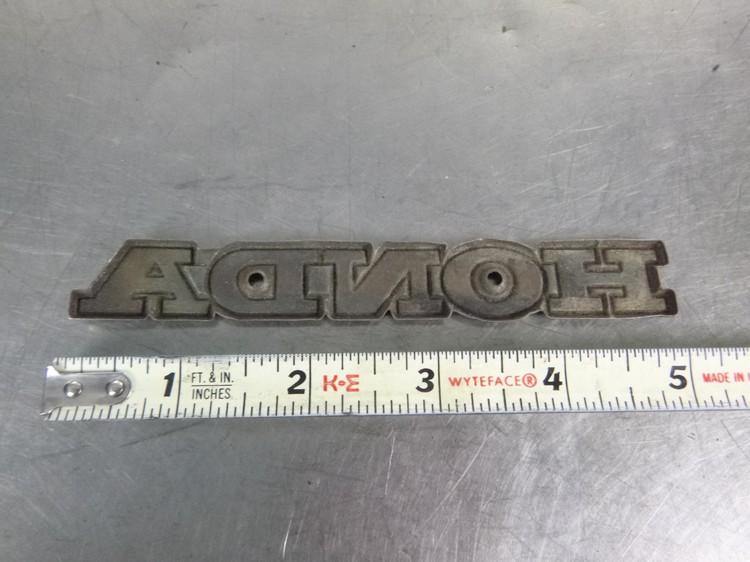 HONDA
1 FT. & IN. INCHES 2 K+E 3 WYTEFACE® 4 5 MADE IN